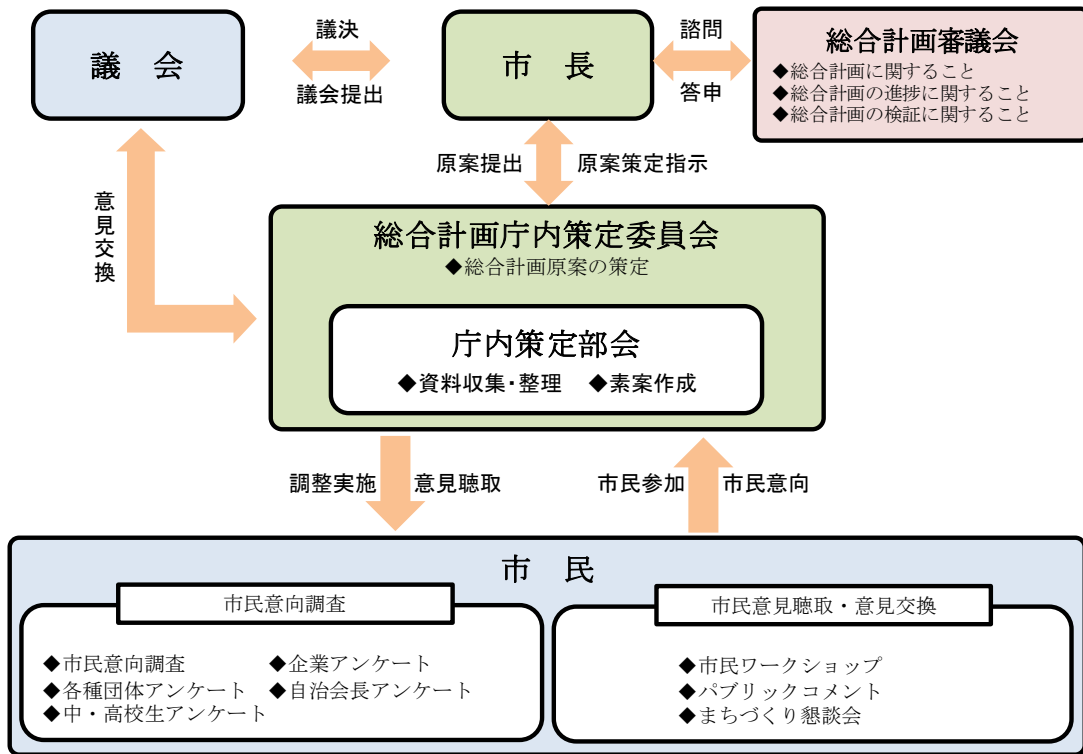 議　会
議決
議会提出
市　長
諮問
答申
総合計画審議会
◆総合計画に関すること
◆総合計画の進捗に関すること
◆総合計画の検証に関すること
原案提出
原案策定指示
意見交換
総合計画庁内策定委員会
◆総合計画原案の策定
庁内策定部会
◆資料収集・整理　◆素案作成
調整実施
意見聴取
市民参加
市民意向
市　民
市民意向調査
◆市民意向調査　◆企業アンケート
◆各種団体アンケート　◆自治会長アンケート
◆中・高校生アンケート
市民意見聴取・意見交換
◆市民ワークショップ
◆パブリックコメント
◆まちづくり懇談会